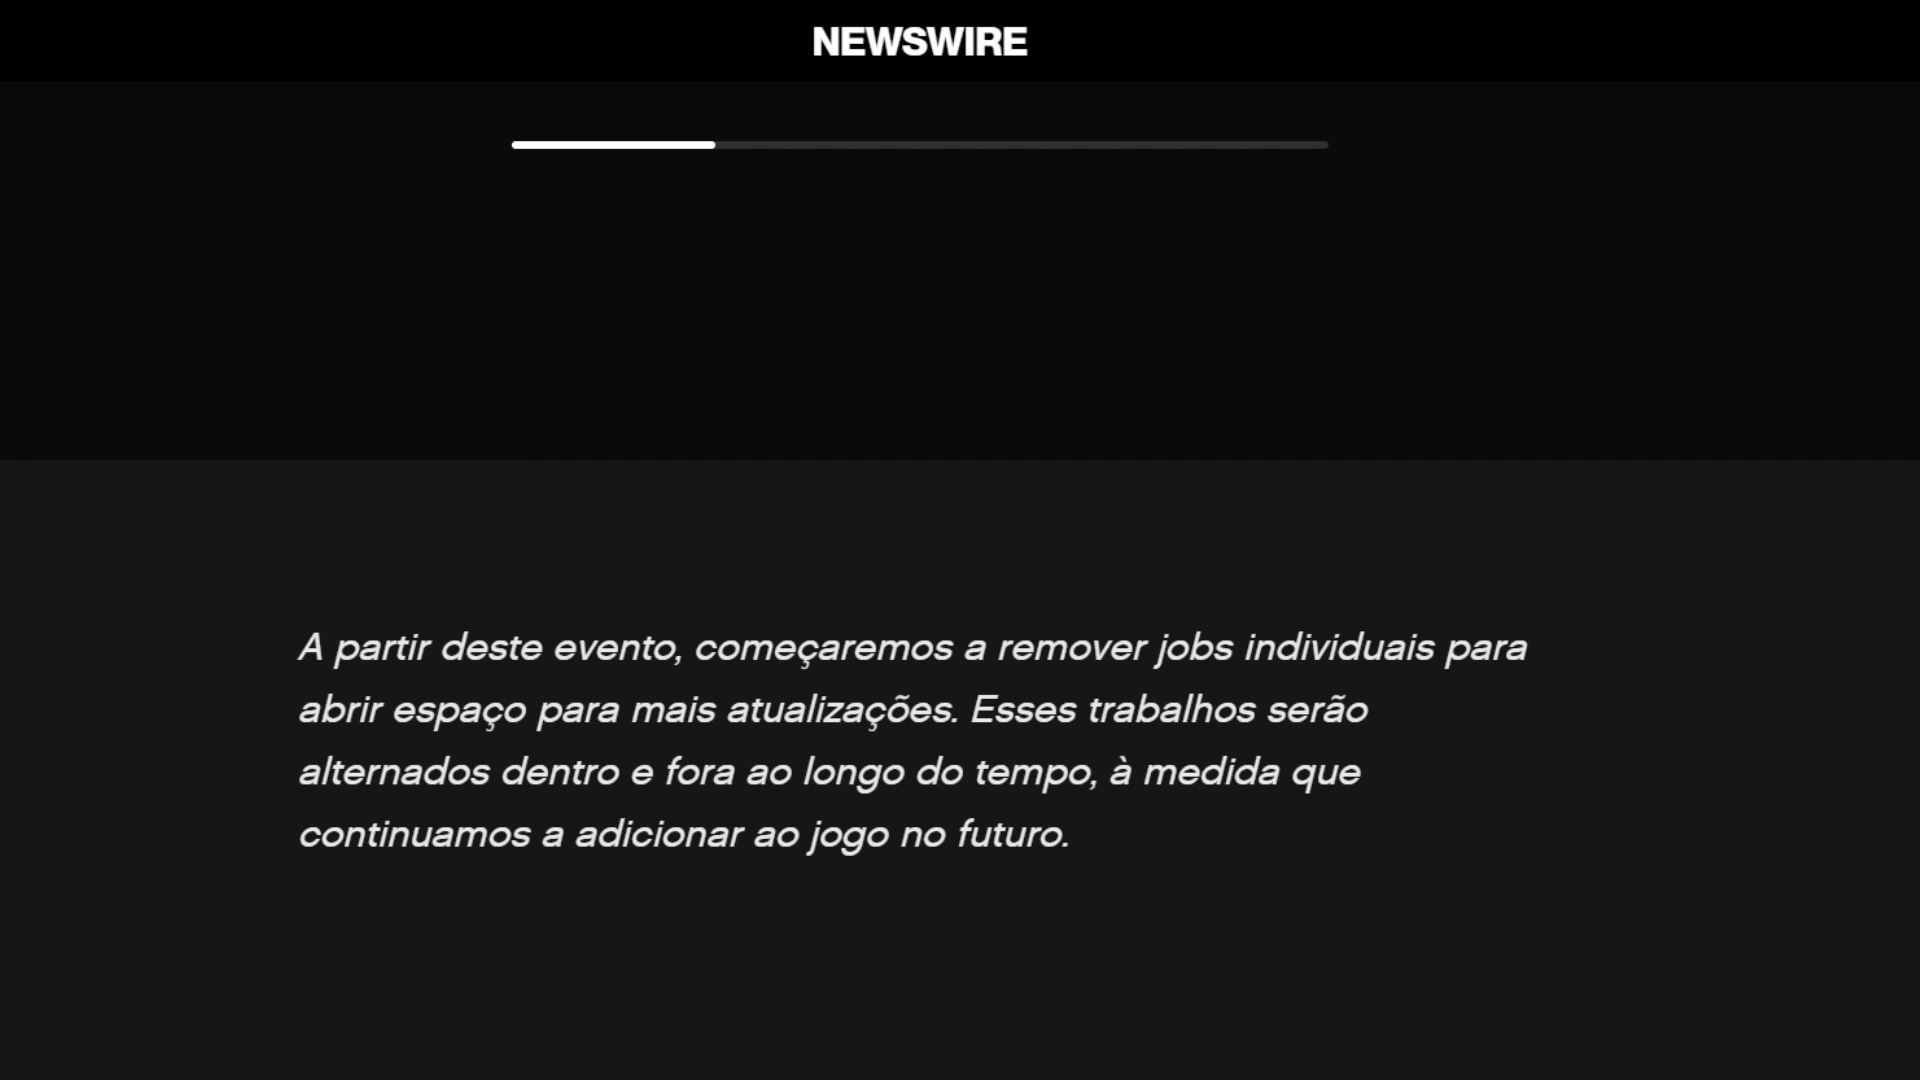 NEWSWIRE
A partir deste evento, começaremos a remover jobs individuais para
abrir espaço para mais atualizações. Esses trabalhos serão
alternados dentro e fora ao longo do tempo, à medida que
continuamos a adicionar ao jogo no futuro.